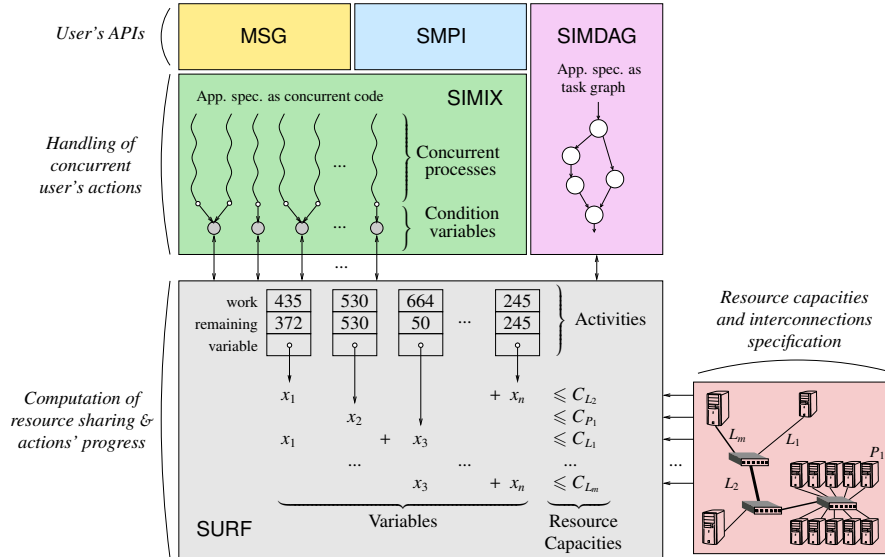 User's APIs
MSG
SMPI
SIMDAG
App. spec. as
task graph
App. spec. as concurrent code
SIMIX
Handling of
concurrent
user's actions
...
Concurrent
processes
...
Condition
variables
...
work
435
530
664
245
remaining
372
530
50
...
245
variable
Activities
Resource capacities
and interconnections
specification
Computation of
resource sharing &
actions' progress
x1 + xn ⩽ CL2
x2 ⩽ CP1
x1 + x3 ⩽ CL1
... ... ...
x3 + xn ⩽ CLm
...
Lm
L1
P1
L2
SURF
Variables
Resource
Capacities